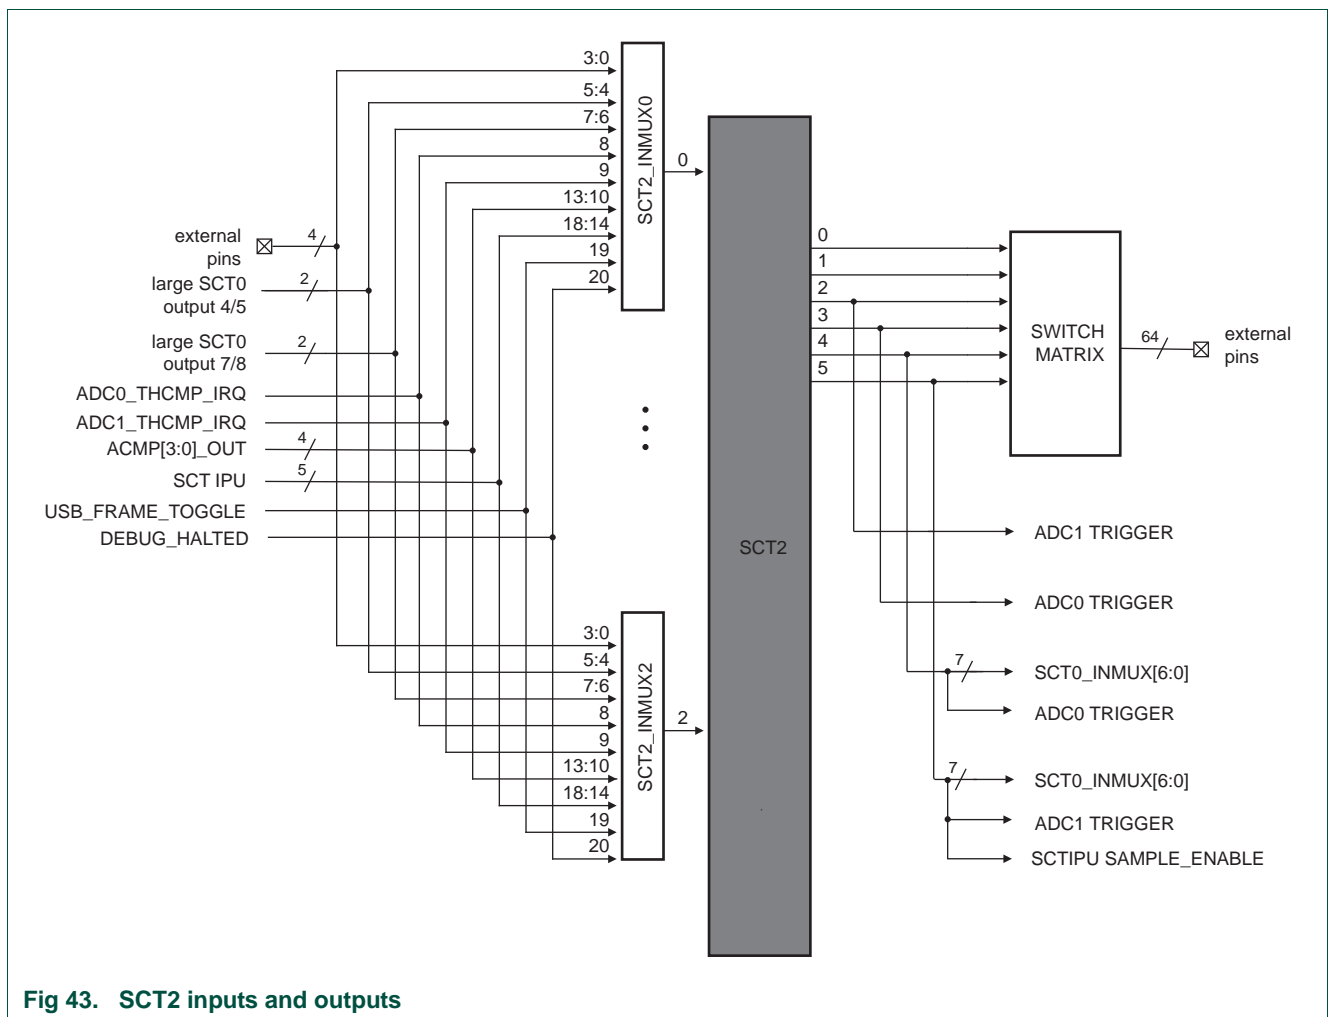 3:0
5:4
7:6
8
9
13:10
18:14
19
20
SCT2_INMUX0
0
external
pins
4
large SCT0
output 4/5
2
large SCT0
output 7/8
2
ADC0_THCMP_IRQ
ADC1_THCMP_IRQ
ACMP[3:0]_OUT
4
SCT IPU
5
USB_FRAME_TOGGLE
DEBUG_HALTED
3:0
5:4
7:6
8
9
13:10
18:14
19
20
SCT2_INMUX2
2
SCT2
0
1
2
3
4
5
SWITCH
MATRIX
64
external
pins
ADC1 TRIGGER
ADC0 TRIGGER
7
SCT0_INMUX[6:0]
ADC0 TRIGGER
7
SCT0_INMUX[6:0]
ADC1 TRIGGER
SCTIPU SAMPLE_ENABLE
Fig 43. SCT2 inputs and outputs